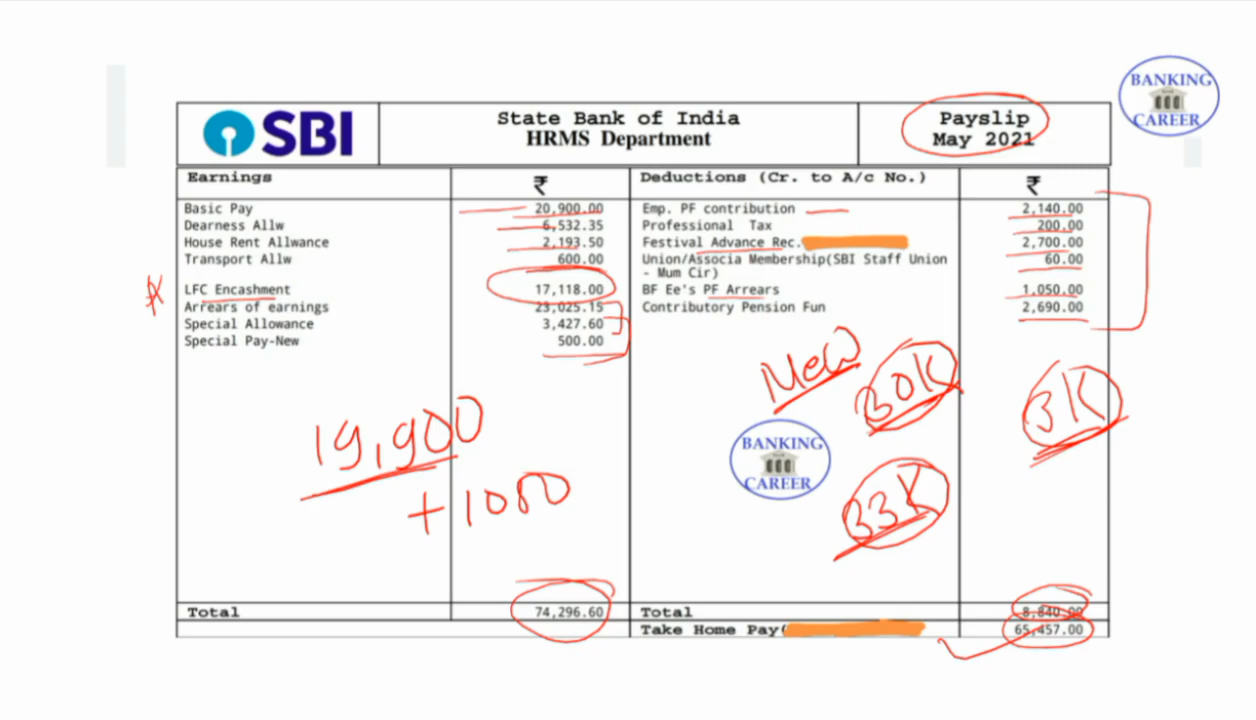 BANKING
CAREER
SBI
State Bank of India
HRMS Department
Payslip
May 2021
Earnings ₹ Deductions (Cr. to A/c No.) ₹
Basic Pay 20,900.00 Emp. PF contribution 2,140.00
Dearness Allw 6,532.35 Professional Tax 200.00
House Rent Allwance 2,193.50 Festival Advance Rec. 2,700.00
Transport Allw 600.00 Union/Associa Membership(SBI Staff Union 60.00
- Mum Cir)
LFC Encashment 17,118.00 BF Ee's PF Arrears 1,050.00
Arrears of earnings 23,025.15 Contributory Pension Fun 2,690.00
Special Allowance 3,427.60
Special Pay-New 500.00
New 30K 3K
19,900
BANKING
CAREER
+ 1000
33K
Total 74,296.60 Total 8,840.00
Take Home Pay( 65,457.00